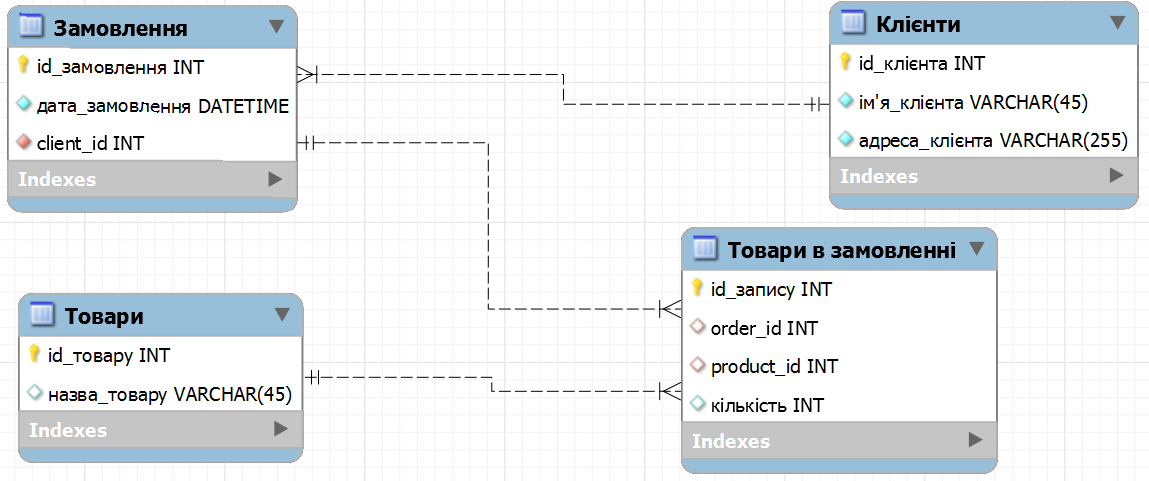 Замовлення
id_замовлення INT
дата_замовлення DATETIME
client_id INT
Indexes
Клієнти
id_клієнта INT
ім'я_клієнта VARCHAR(45)
адреса_клієнта VARCHAR(255)
Indexes
Товари
id_товару INT
назва_товару VARCHAR(45)
Indexes
Товари в замовленні
id_запису INT
order_id INT
product_id INT
кількість INT
Indexes